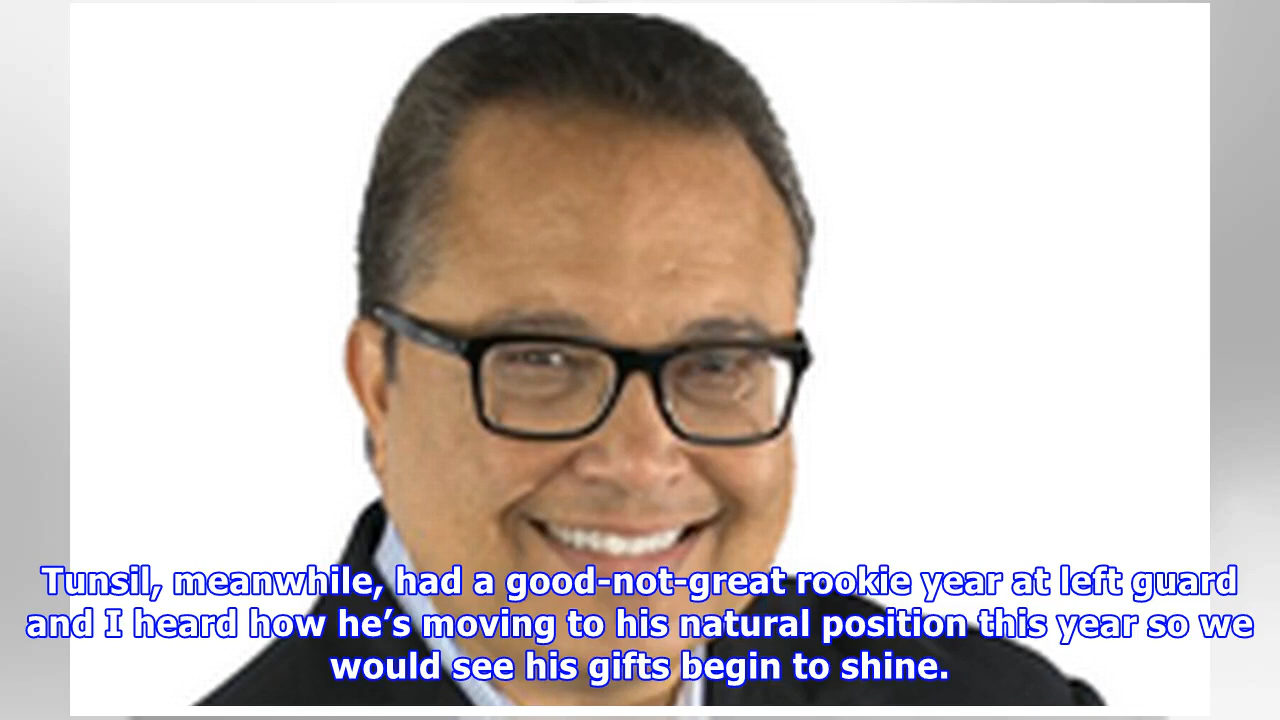 Tunsil, meanwhile, had a good-not-great rookie year at left guard
and I heard how he’s moving to his natural position this year so we
would see his gifts begin to shine.